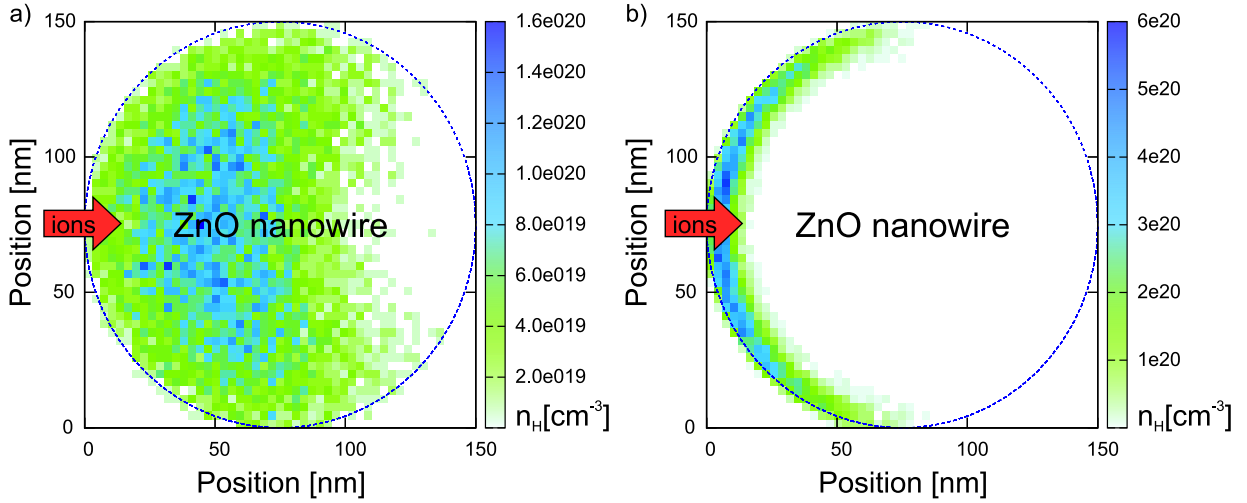 a)
150
100
50
0
Position [nm]
0
50
100
150
Position [nm]
ions
ZnO nanowire
1.6e020
1.4e020
1.2e020
1.0e020
8.0e019
6.0e019
4.0e019
2.0e019
n_H[cm^-3]
b)
150
100
50
0
Position [nm]
0
50
100
150
Position [nm]
ions
ZnO nanowire
6e20
5e20
4e20
3e20
2e20
1e20
n_H[cm^-3]